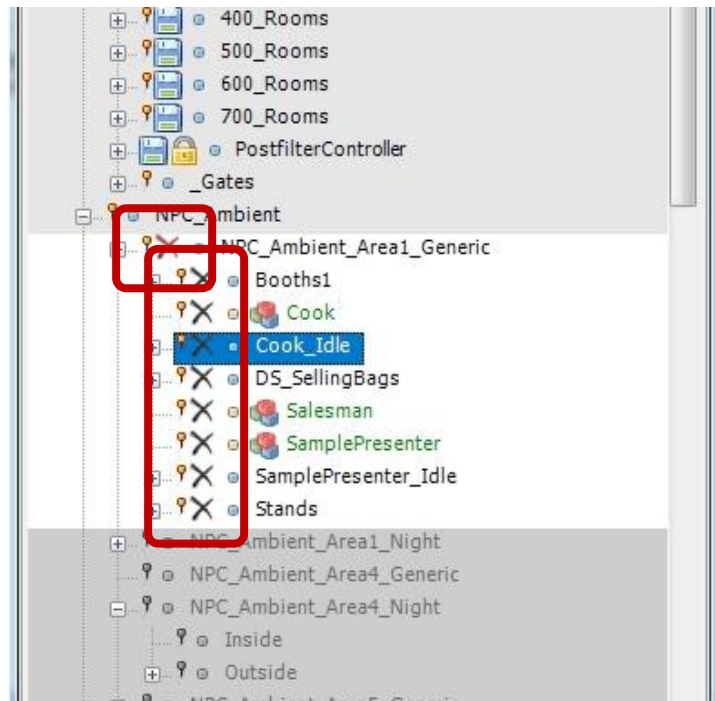 400_Rooms
500_Rooms
600_Rooms
700_Rooms
PostfilterController
_Gates
NPC_Ambient
NPC_Ambient_Area1_Generic
Booths1
Cook
Cook_Idle
DS_SellingBags
Salesman
SamplePresenter
SamplePresenter_Idle
Stands
NPC_Ambient_Area1_Night
NPC_Ambient_Area4_Generic
NPC_Ambient_Area4_Night
Inside
Outside
NPC_Ambient_Area5_Generic